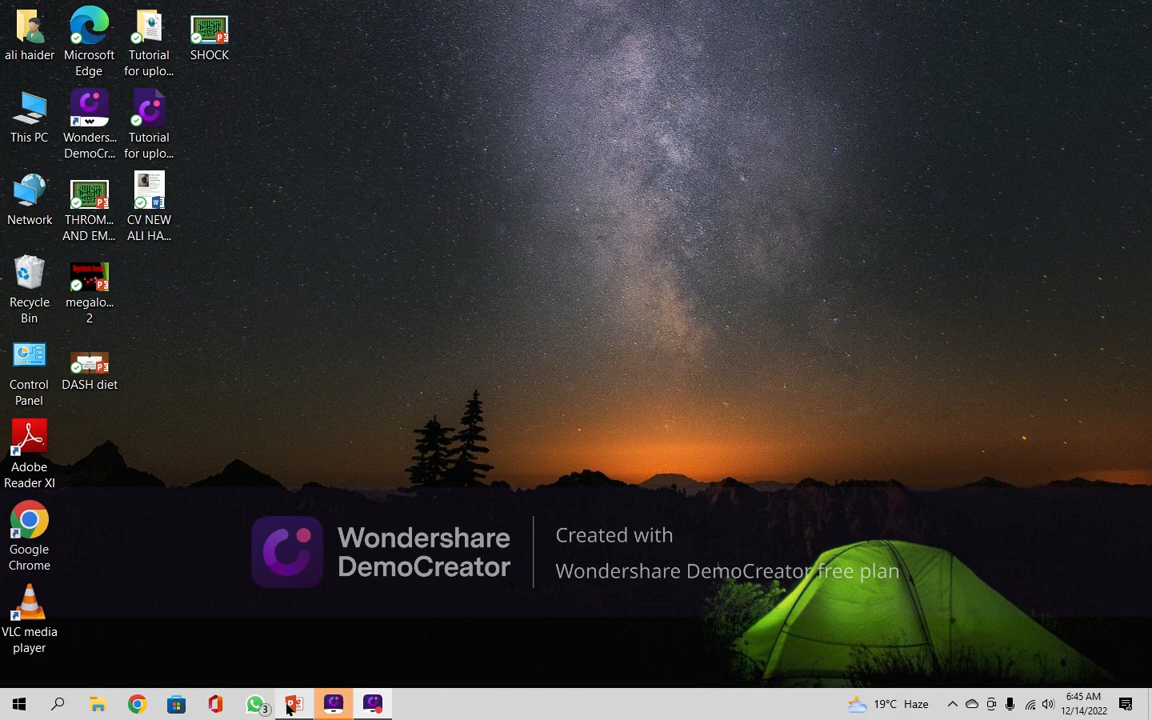 ali haider
Microsoft
Edge
Tutorial
for uplo...
SHOCK
This PC
Wonders...
DemoCr...
Tutorial
for uplo...
Network
THROM...
AND EM...
CV NEW
ALI HA...
Recycle
Bin
megalo...
2
Control
Panel
DASH diet
Adobe
Reader XI
Google
Chrome
VLC media
player
Wondershare
DemoCreator
Created with
Wondershare DemoCreator free plan
3
19°C Haze
6:45 AM
12/14/2022